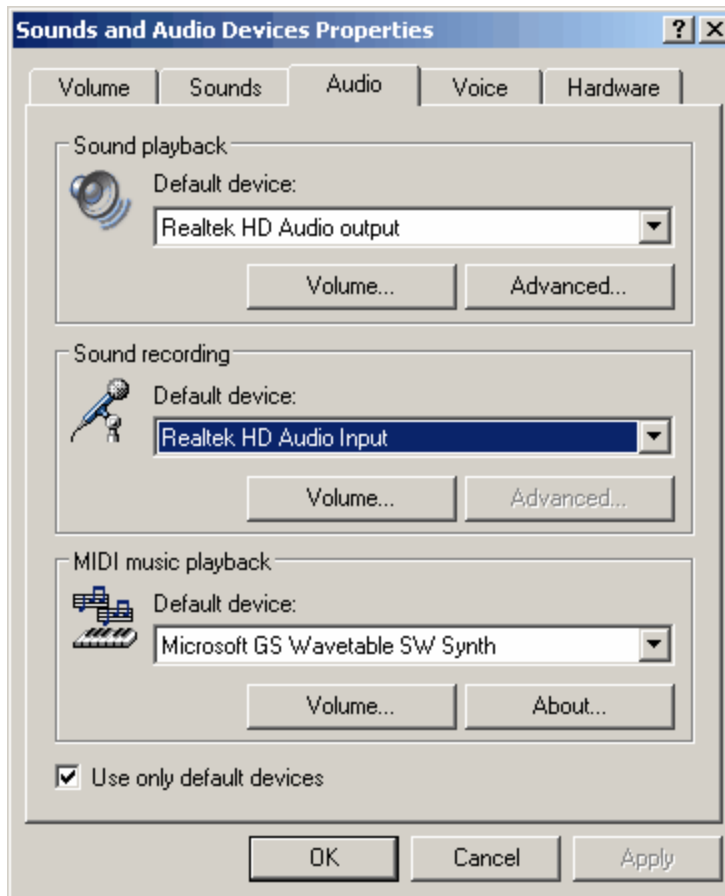 Sounds and Audio Devices Properties
Volume Sounds Audio Voice Hardware
Sound playback
Default device:
Realtek HD Audio output
Volume... Advanced...
Sound recording
Default device:
Realtek HD Audio Input
Volume... Advanced...
MIDI music playback
Default device:
Microsoft GS Wavetable SW Synth
Volume... About...
Use only default devices
OK Cancel Apply